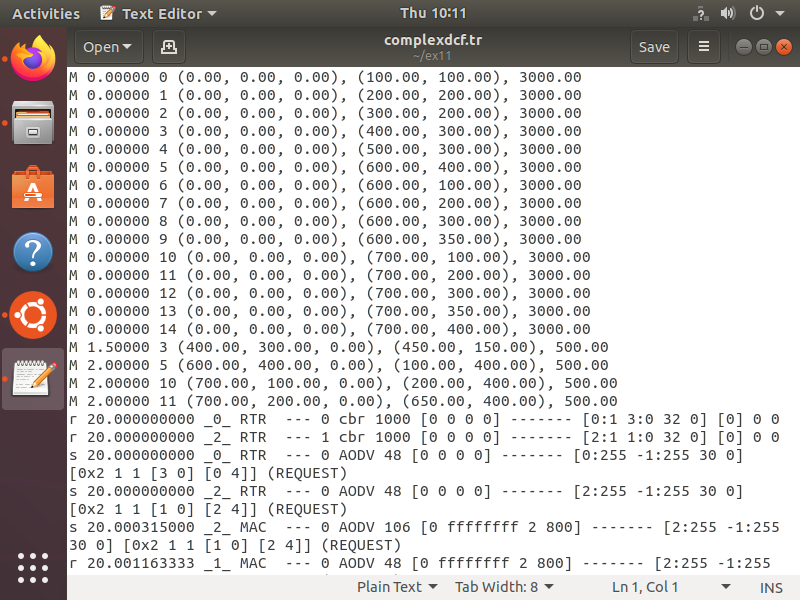 Activities Text Editor Thu 10:11
Open complexdcf.tr Save
~/ex11
M 0.00000 0 (0.00, 0.00, 0.00), (100.00, 100.00), 3000.00
M 0.00000 1 (0.00, 0.00, 0.00), (200.00, 200.00), 3000.00
M 0.00000 2 (0.00, 0.00, 0.00), (300.00, 200.00), 3000.00
M 0.00000 3 (0.00, 0.00, 0.00), (400.00, 300.00), 3000.00
M 0.00000 4 (0.00, 0.00, 0.00), (500.00, 300.00), 3000.00
M 0.00000 5 (0.00, 0.00, 0.00), (600.00, 400.00), 3000.00
M 0.00000 6 (0.00, 0.00, 0.00), (600.00, 100.00), 3000.00
M 0.00000 7 (0.00, 0.00, 0.00), (600.00, 200.00), 3000.00
M 0.00000 8 (0.00, 0.00, 0.00), (600.00, 300.00), 3000.00
M 0.00000 9 (0.00, 0.00, 0.00), (600.00, 350.00), 3000.00
M 0.00000 10 (0.00, 0.00, 0.00), (700.00, 100.00), 3000.00
M 0.00000 11 (0.00, 0.00, 0.00), (700.00, 200.00), 3000.00
M 0.00000 12 (0.00, 0.00, 0.00), (700.00, 300.00), 3000.00
M 0.00000 13 (0.00, 0.00, 0.00), (700.00, 350.00), 3000.00
M 0.00000 14 (0.00, 0.00, 0.00), (700.00, 400.00), 3000.00
M 1.50000 3 (400.00, 300.00, 0.00), (450.00, 150.00), 500.00
M 2.00000 5 (600.00, 400.00, 0.00), (100.00, 400.00), 500.00
M 2.00000 10 (700.00, 100.00, 0.00), (200.00, 400.00), 500.00
M 2.00000 11 (700.00, 200.00, 0.00), (650.00, 400.00), 500.00
r 20.000000000 _0_ RTR  --- 0 cbr 1000 [0 0 0 0] ------- [0:1 3:0 32 0] [0] 0 0
r 20.000000000 _2_ RTR  --- 1 cbr 1000 [0 0 0 0] ------- [2:1 1:0 32 0] [0] 0 0
s 20.000000000 _0_ RTR  --- 0 AODV 48 [0 0 0 0] ------- [0:255 -1:255 30 0]
[0x2 1 1 [3 0] [0 4]] (REQUEST)
s 20.000000000 _2_ RTR  --- 0 AODV 48 [0 0 0 0] ------- [2:255 -1:255 30 0]
[0x2 1 1 [1 0] [2 4]] (REQUEST)
s 20.000315000 _2_ MAC  --- 0 AODV 106 [0 ffffffff 2 800] ------- [2:255 -1:255
30 0] [0x2 1 1 [1 0] [2 4]] (REQUEST)
r 20.001163333 _1_ MAC  --- 0 AODV 48 [0 ffffffff 2 800] ------- [2:255 -1:255
Plain Text Tab Width: 8 Ln 1, Col 1 INS